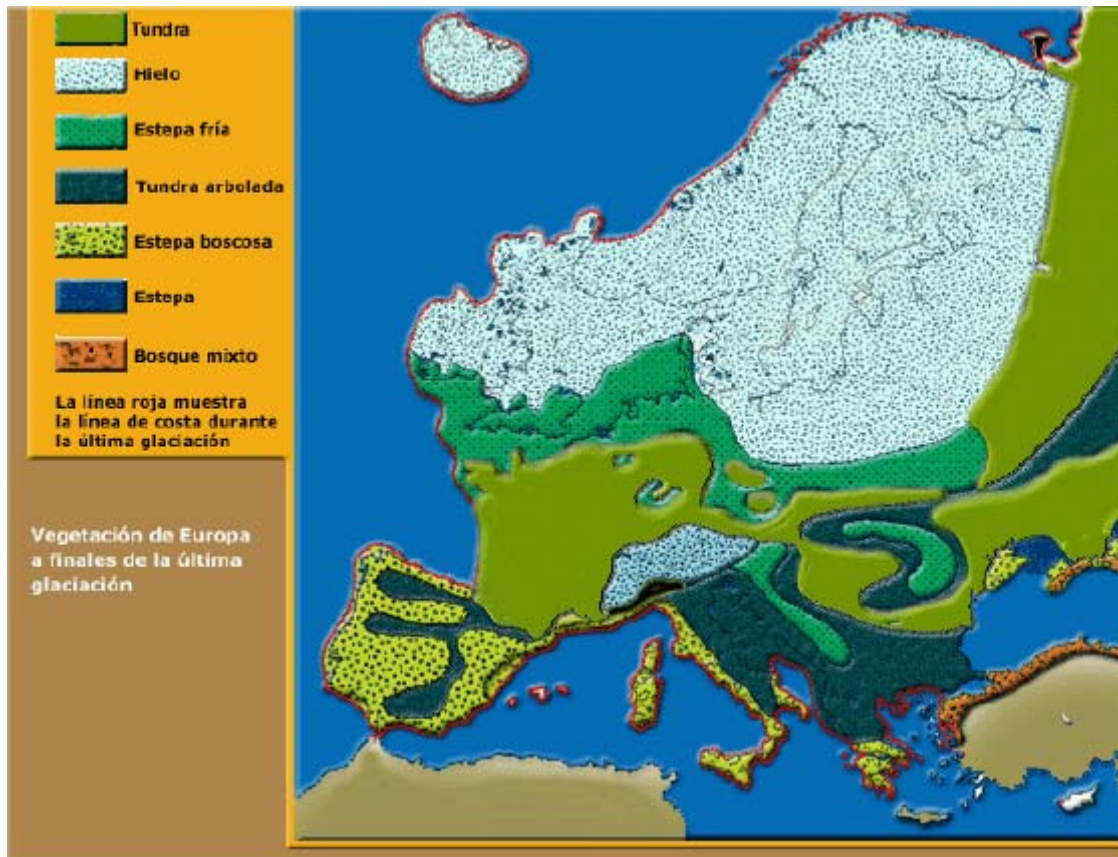 Tundra
Hielo
Estepa fría
Tundra arbolada
Estepa boscosa
Estepa
Bosque mixto
La línea roja muestra
la línea de costa durante
la última glaciación
Vegetación de Europa
a finales de la última
glaciación